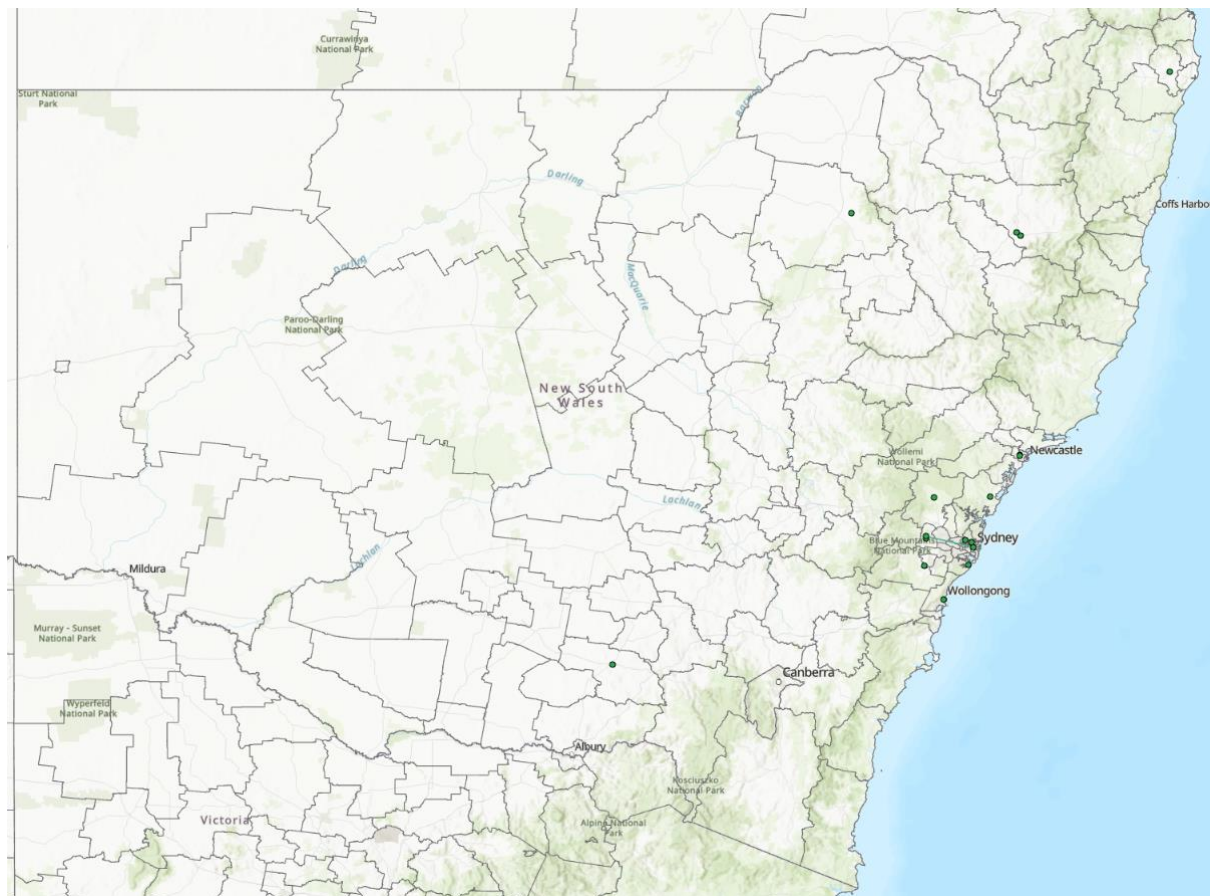 Currawinya
National Park
Sturt National
Park
Barwon
Darling
Coffs Harbo
Darling
Macquarie
Paroo-Darling
National Park
New South
Wales
Wollemi
National Park
Newcastle
Lachlan
Sydney
Blue Mountains
National Park
Lachlan
Mildura
Wollongong
Murray - Sunset
National Park
Canberra
Wyperfeld
National Park
Albury
Kosciuszko
National Park
Victoria
Alpine National
Park